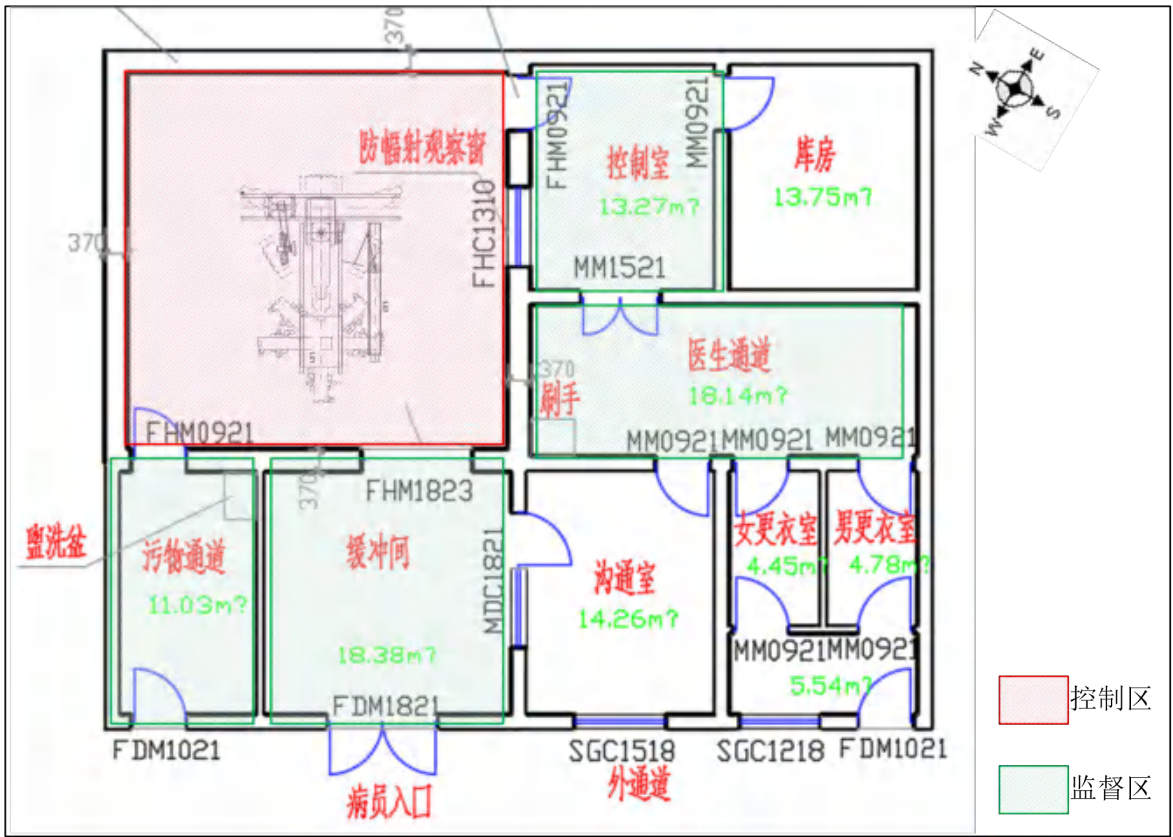 370
N
E
W
S
防幅射观察窗
FHM0921
控制室
13.27m?
MM0921
库房
13.75m?
370
FHC1310
MM1521
医生通道
18.14m?
370
刷手
FHM0921
MM0921
MM0921
MM0921
370
FHM1823
盥洗盆
污物通道
11.03m?
缓冲间
18.38m?
MDC1821
沟通室
14.26m?
女更衣室
4.45m?
男更衣室
4.78m?
MM0921
MM0921
5.54m?
FDM1821
FDM1021
病员入口
SGC1518
外通道
SGC1218
FDM1021
控制区
监督区